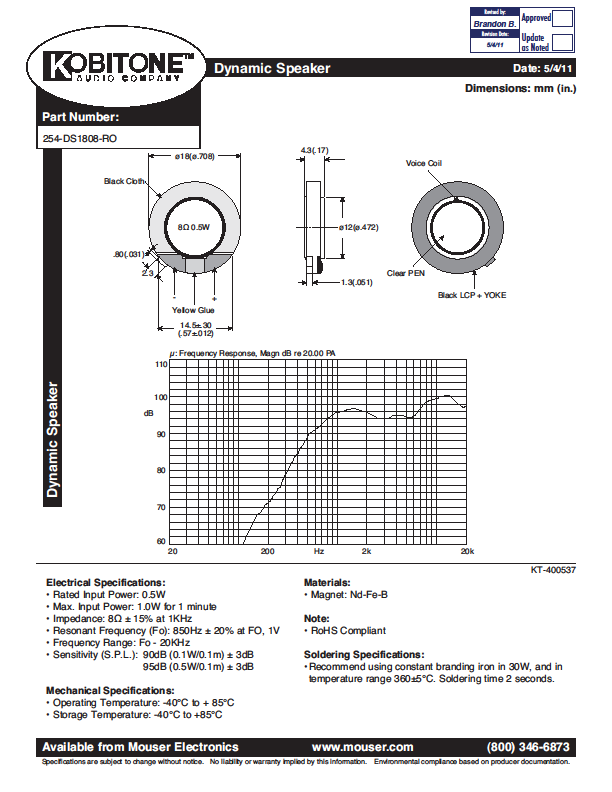 Revised by:
Brandon B.
Revision Date:
5/4/11
Approved
Update
as Noted
KOBITONE™
AUDIO COMPANY
Dynamic Speaker
Date: 5/4/11
Dimensions: mm (in.)
Part Number:
254-DS1808-RO
ø18(ø.708)
4.3(.17)
Voice Coil
Black Cloth
8Ω 0.5W
ø12(ø.472)
.80(.031)
2.3
Clear PEN
1.3(.051)
- +
Black LCP + YOKE
Yellow Glue
14.5±.30
(.57±.012)
Dynamic Speaker
µ: Frequency Response, Magn dB re 20.00 PA
110
100
dB
90
80
70
60
20 200 Hz 2k 20k
KT-400537
Electrical Specifications:
• Rated Input Power: 0.5W
• Max. Input Power: 1.0W for 1 minute
• Impedance: 8Ω ± 15% at 1KHz
• Resonant Frequency (Fo): 850Hz ± 20% at FO, 1V
• Frequency Range: Fo - 20KHz
• Sensitivity (S.P.L.): 90dB (0.1W/0.1m) ± 3dB
95dB (0.5W/0.1m) ± 3dB
Mechanical Specifications:
• Operating Temperature: -40°C to + 85°C
• Storage Temperature: -40°C to +85°C
Materials:
• Magnet: Nd-Fe-B
Note:
• RoHS Compliant
Soldering Specifications:
• Recommend using constant branding iron in 30W, and in
temperature range 360±5°C. Soldering time 2 seconds.
Available from Mouser Electronics www.mouser.com (800) 346-6873
Specifications are subject to change without notice. No liability or warranty implied by this information. Environmental compliance based on producer documentation.